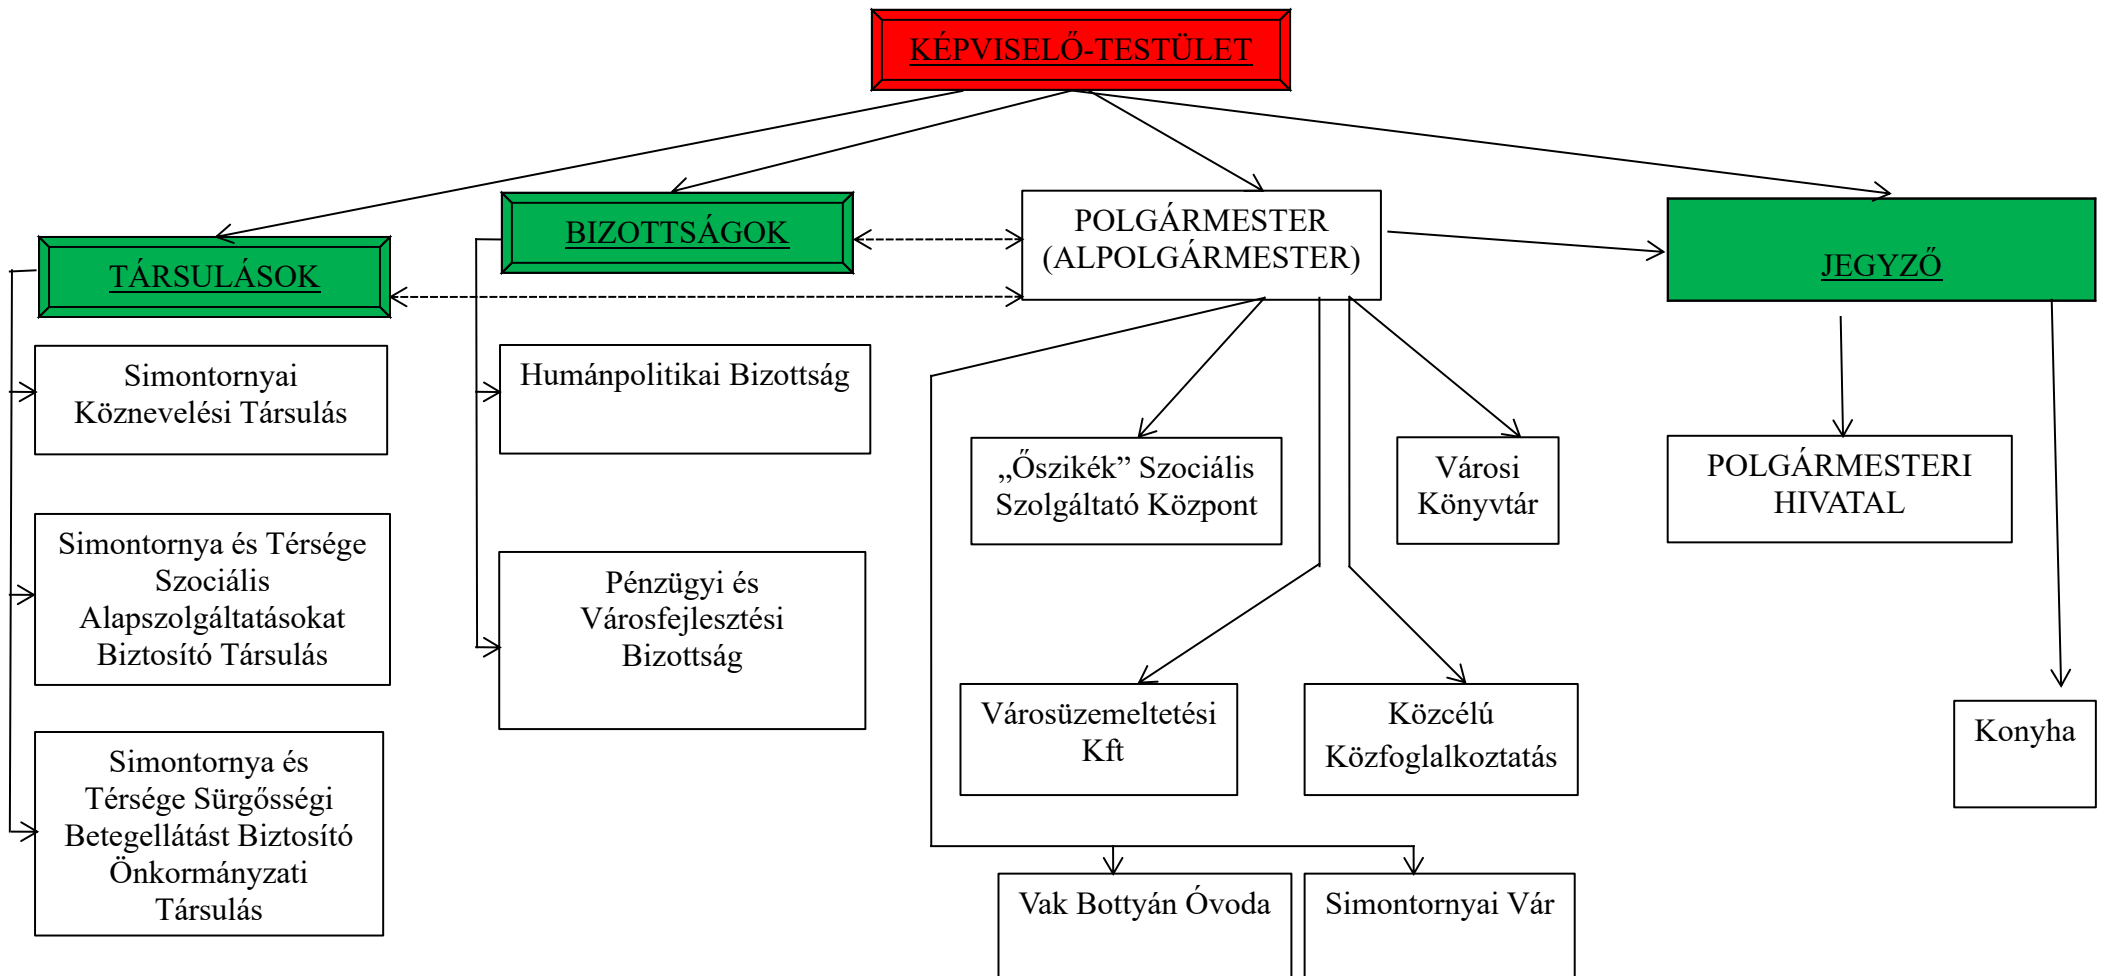 KÉPVISELŐ-TESTÜLET
TÁRSULÁSOK
BIZOTTSÁGOK
POLGÁRMESTER
(ALPOLGÁRMESTER)
JEGYZŐ
Simontornyai
Köznevelési Társulás
Simontornya és Térsége
Szociális
Alapszolgáltatásokat
Biztosító Társulás
Simontornya és
Térsége Sürgősségi
Betegellátást Biztosító
Önkormányzati
Társulás
Humánpolitikai Bizottság
Pénzügyi és
Városfejlesztési
Bizottság
„Őszikék” Szociális
Szolgáltató Központ
Városi
Könyvtár
Városüzemeltetési
Kft
Közcélú
Közfoglalkoztatás
Vak Bottyán Óvoda
Simontornyai Vár
POLGÁRMESTERI
HIVATAL
Konyha